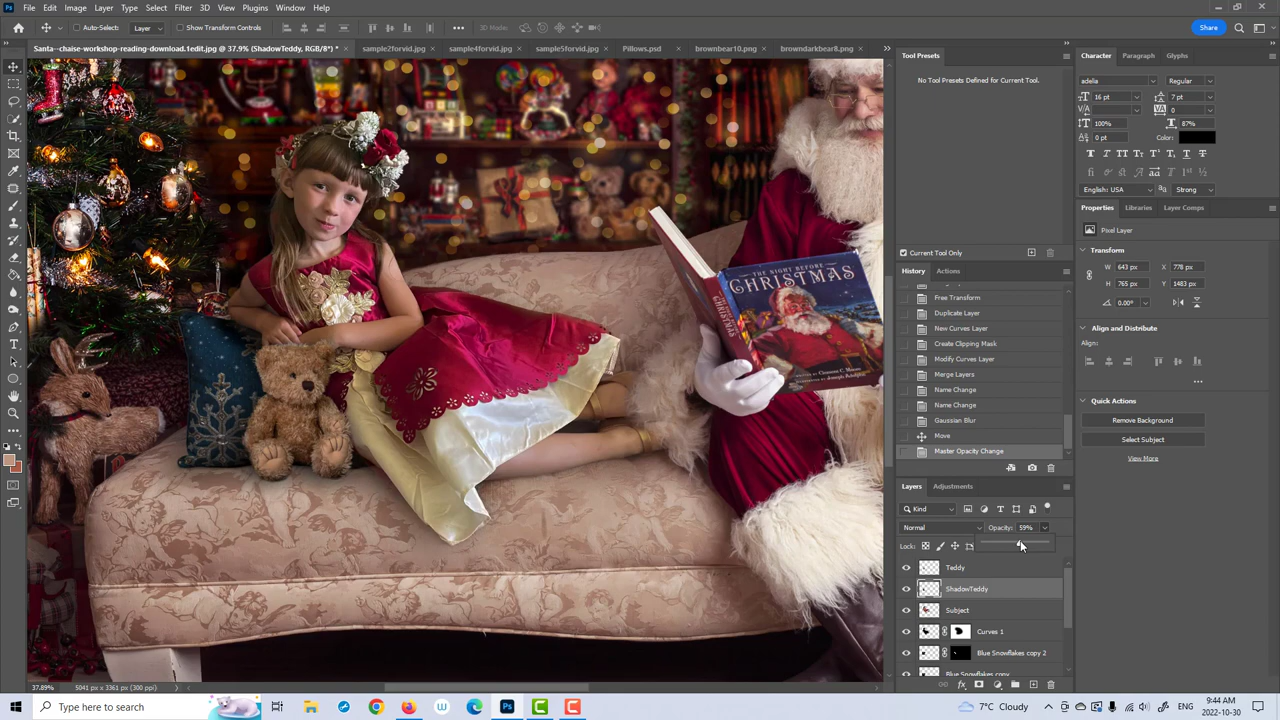 File Edit Image Layer Type Select Filter 3D View Plugins Window Help
Auto-Select: Layer Show Transform Controls 3D Mode: Share
Santa--chaise-workshop-reading-download.1edit.jpg @ 37.9% (ShadowTeddy, RGB/8*) * sample2forvid.jpg sample4forvid.jpg sample5forvid.jpg Pillows.psd brownbear10.png browndarkbear8.png
Tool Presets
No Tool Presets Defined for Current Tool.
Current Tool Only
History Actions
Free Transform
Duplicate Layer
New Curves Layer
Create Clipping Mask
Modify Curves Layer
Merge Layers
Name Change
Name Change
Gaussian Blur
Move
Master Opacity Change
Layers Adjustments
Kind
Normal Opacity: 59%
Lock:
Teddy
ShadowTeddy
Subject
Curves 1
Blue Snowflakes copy 2
Blue Snowflakes copy
Character Paragraph Glyphs
adelia Regular
16 pt 7 pt
0
100% 87%
0 pt Color:
English: USA Strong
Properties Libraries Layer Comps
Pixel Layer
Transform
W 643 px X 778 px
H 765 px Y 1483 px
0.00°
Align and Distribute
Align:
Quick Actions
Remove Background
Select Subject
View More
THE NIGHT BEFORE
CHRISTMAS
CHRISTMAS
37.89% 5041 px x 3361 px (300 ppi)
Type here to search
7°C Cloudy
ENG
9:44 AM
2022-10-30